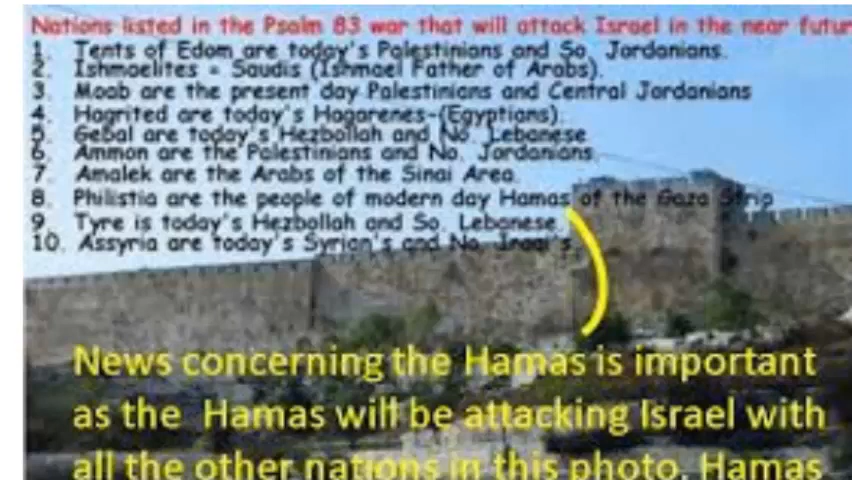 Nations listed in the Psalm 83 war that will attack Israel in the near futur
1. Tents of Edom are today's Palestinians and So. Jordanians.
2. Ishmaelites = Saudis (Ishmael Father of Arabs).
3. Moab are the present day Palestinians and Central Jordanians
4. Hagrited are today's Hagarenes-(Egyptians).
5. Gebal are today's Hezbollah and No. Lebanese
6. Ammon are the Palestinians and No. Jordanians.
7. Amalek are the Arabs of the Sinai Area.
8. Philistia are the people of modern day Hamas of the Gaza Strip
9. Tyre is today's Hezbollah and So. Lebanese.
10. Assyria are today's Syrian's and No. Iraqi's.
News concerning the Hamas is important
as the Hamas will be attacking Israel with
all the other nations in this photo. Hamas